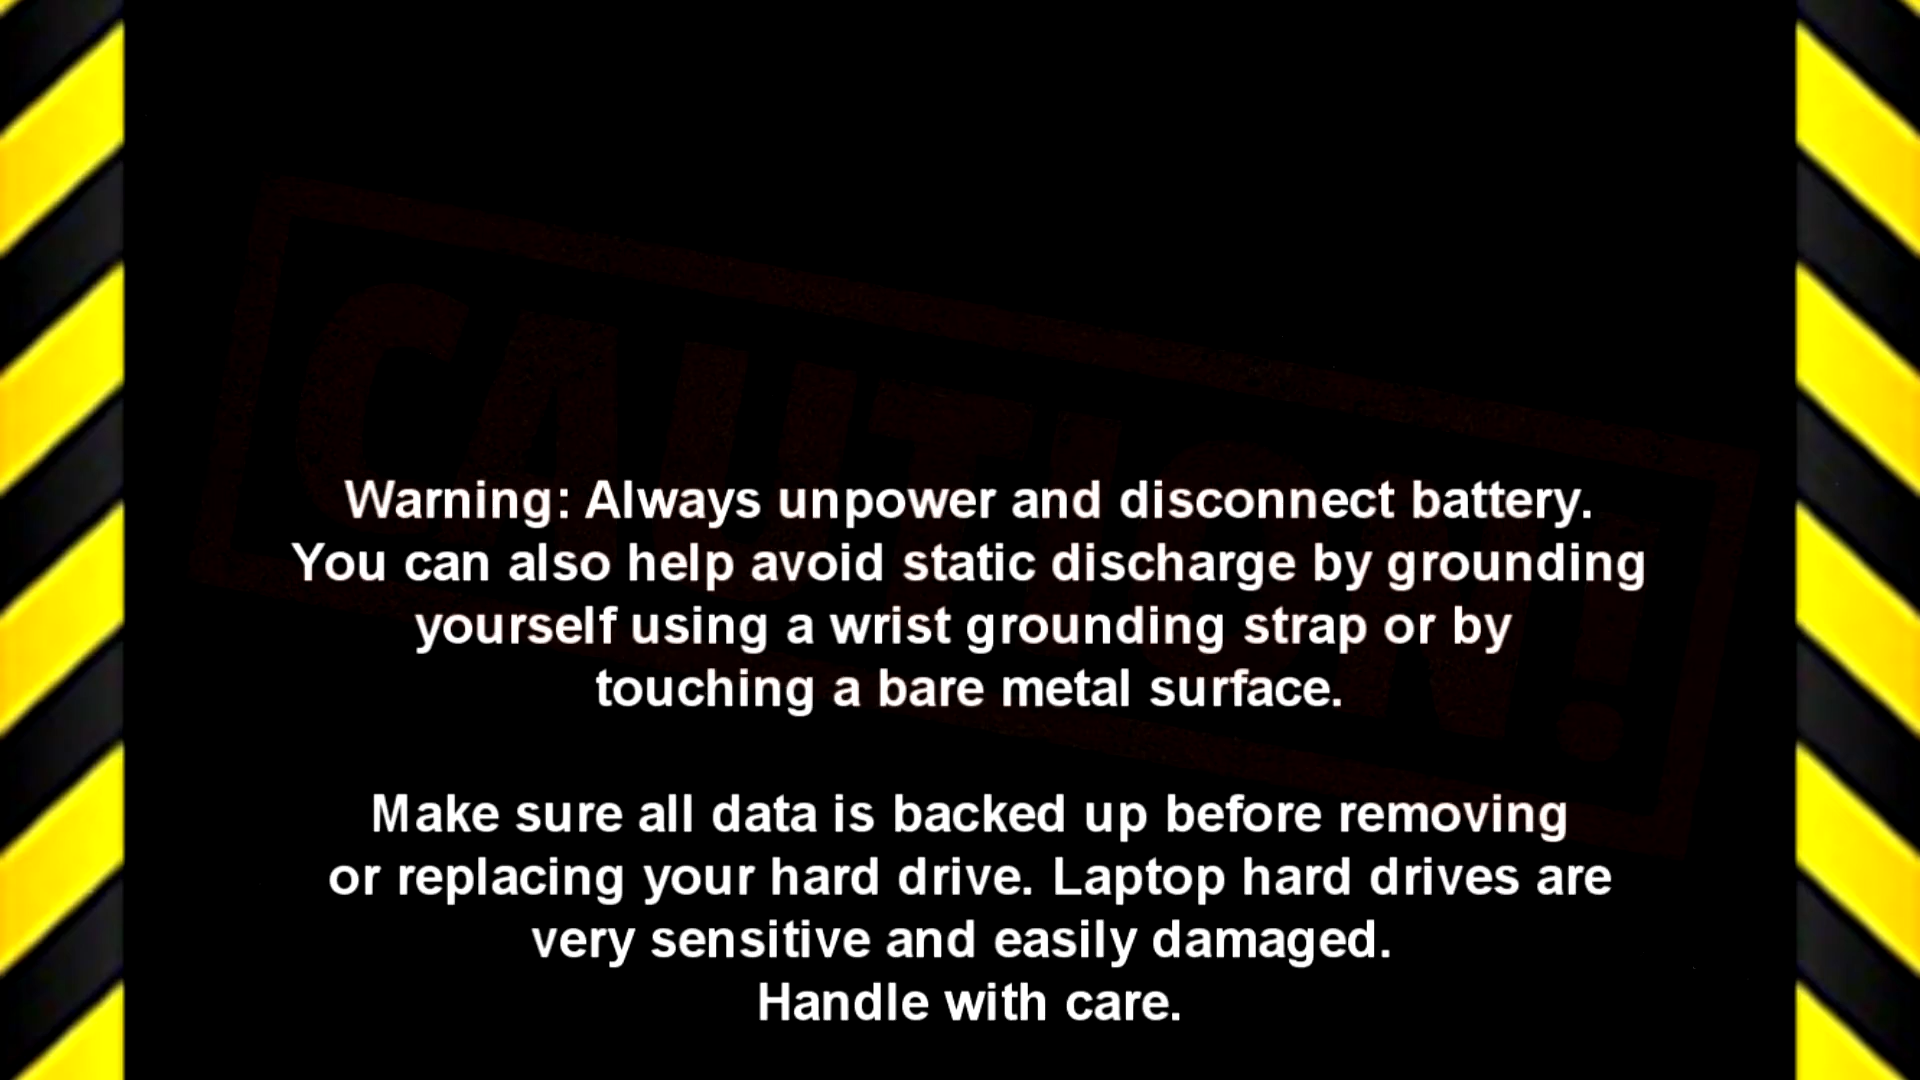 CAUTION!
Warning: Always unpower and disconnect battery.
You can also help avoid static discharge by grounding
yourself using a wrist grounding strap or by
touching a bare metal surface.
Make sure all data is backed up before removing
or replacing your hard drive. Laptop hard drives are
very sensitive and easily damaged.
Handle with care.